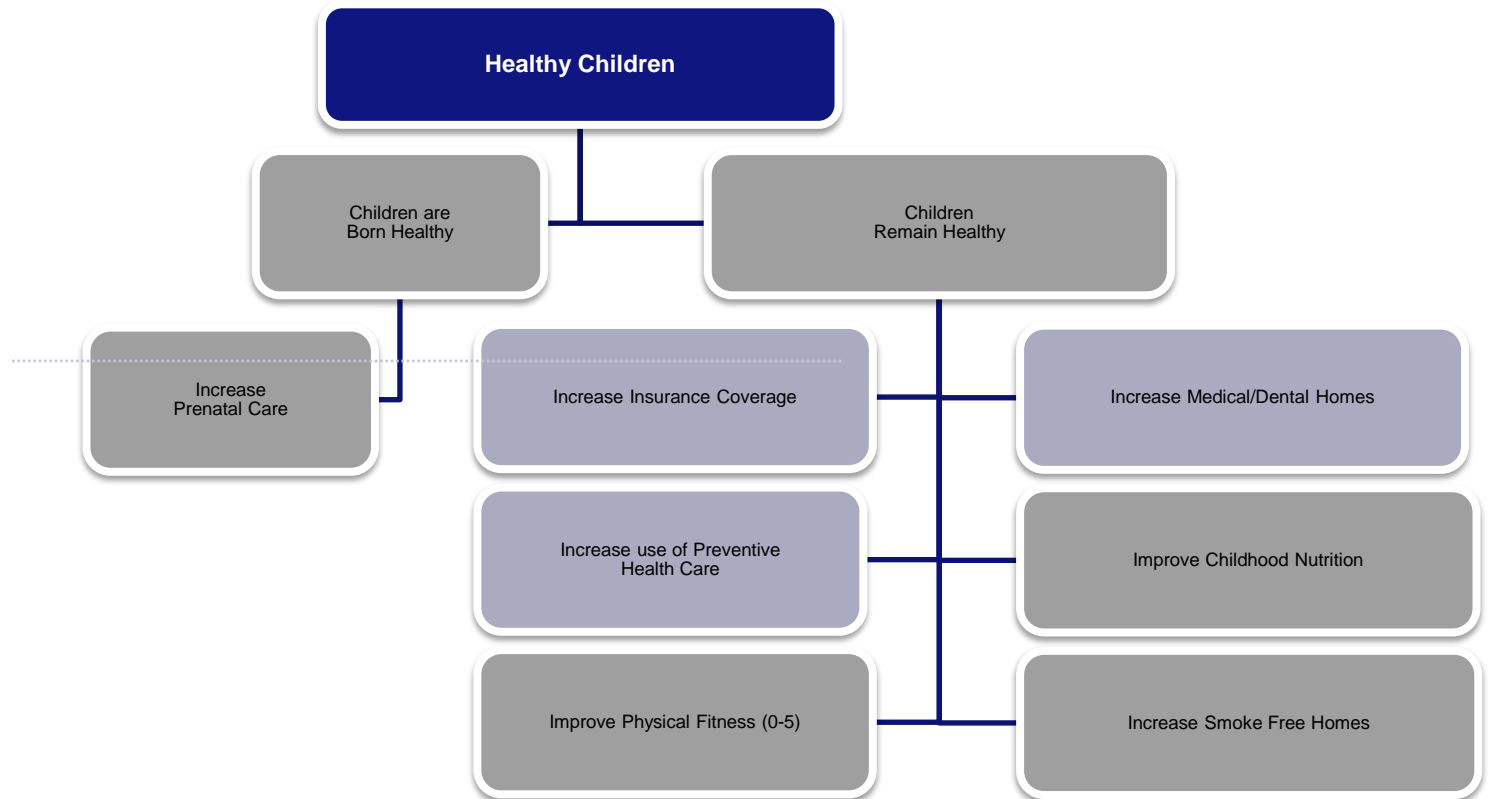 Healthy Children
Children are
Born Healthy
Children
Remain Healthy
Increase
Prenatal Care
Increase Insurance Coverage
Increase Medical/Dental Homes
Increase use of Preventive
Health Care
Improve Childhood Nutrition
Improve Physical Fitness (0-5)
Increase Smoke Free Homes